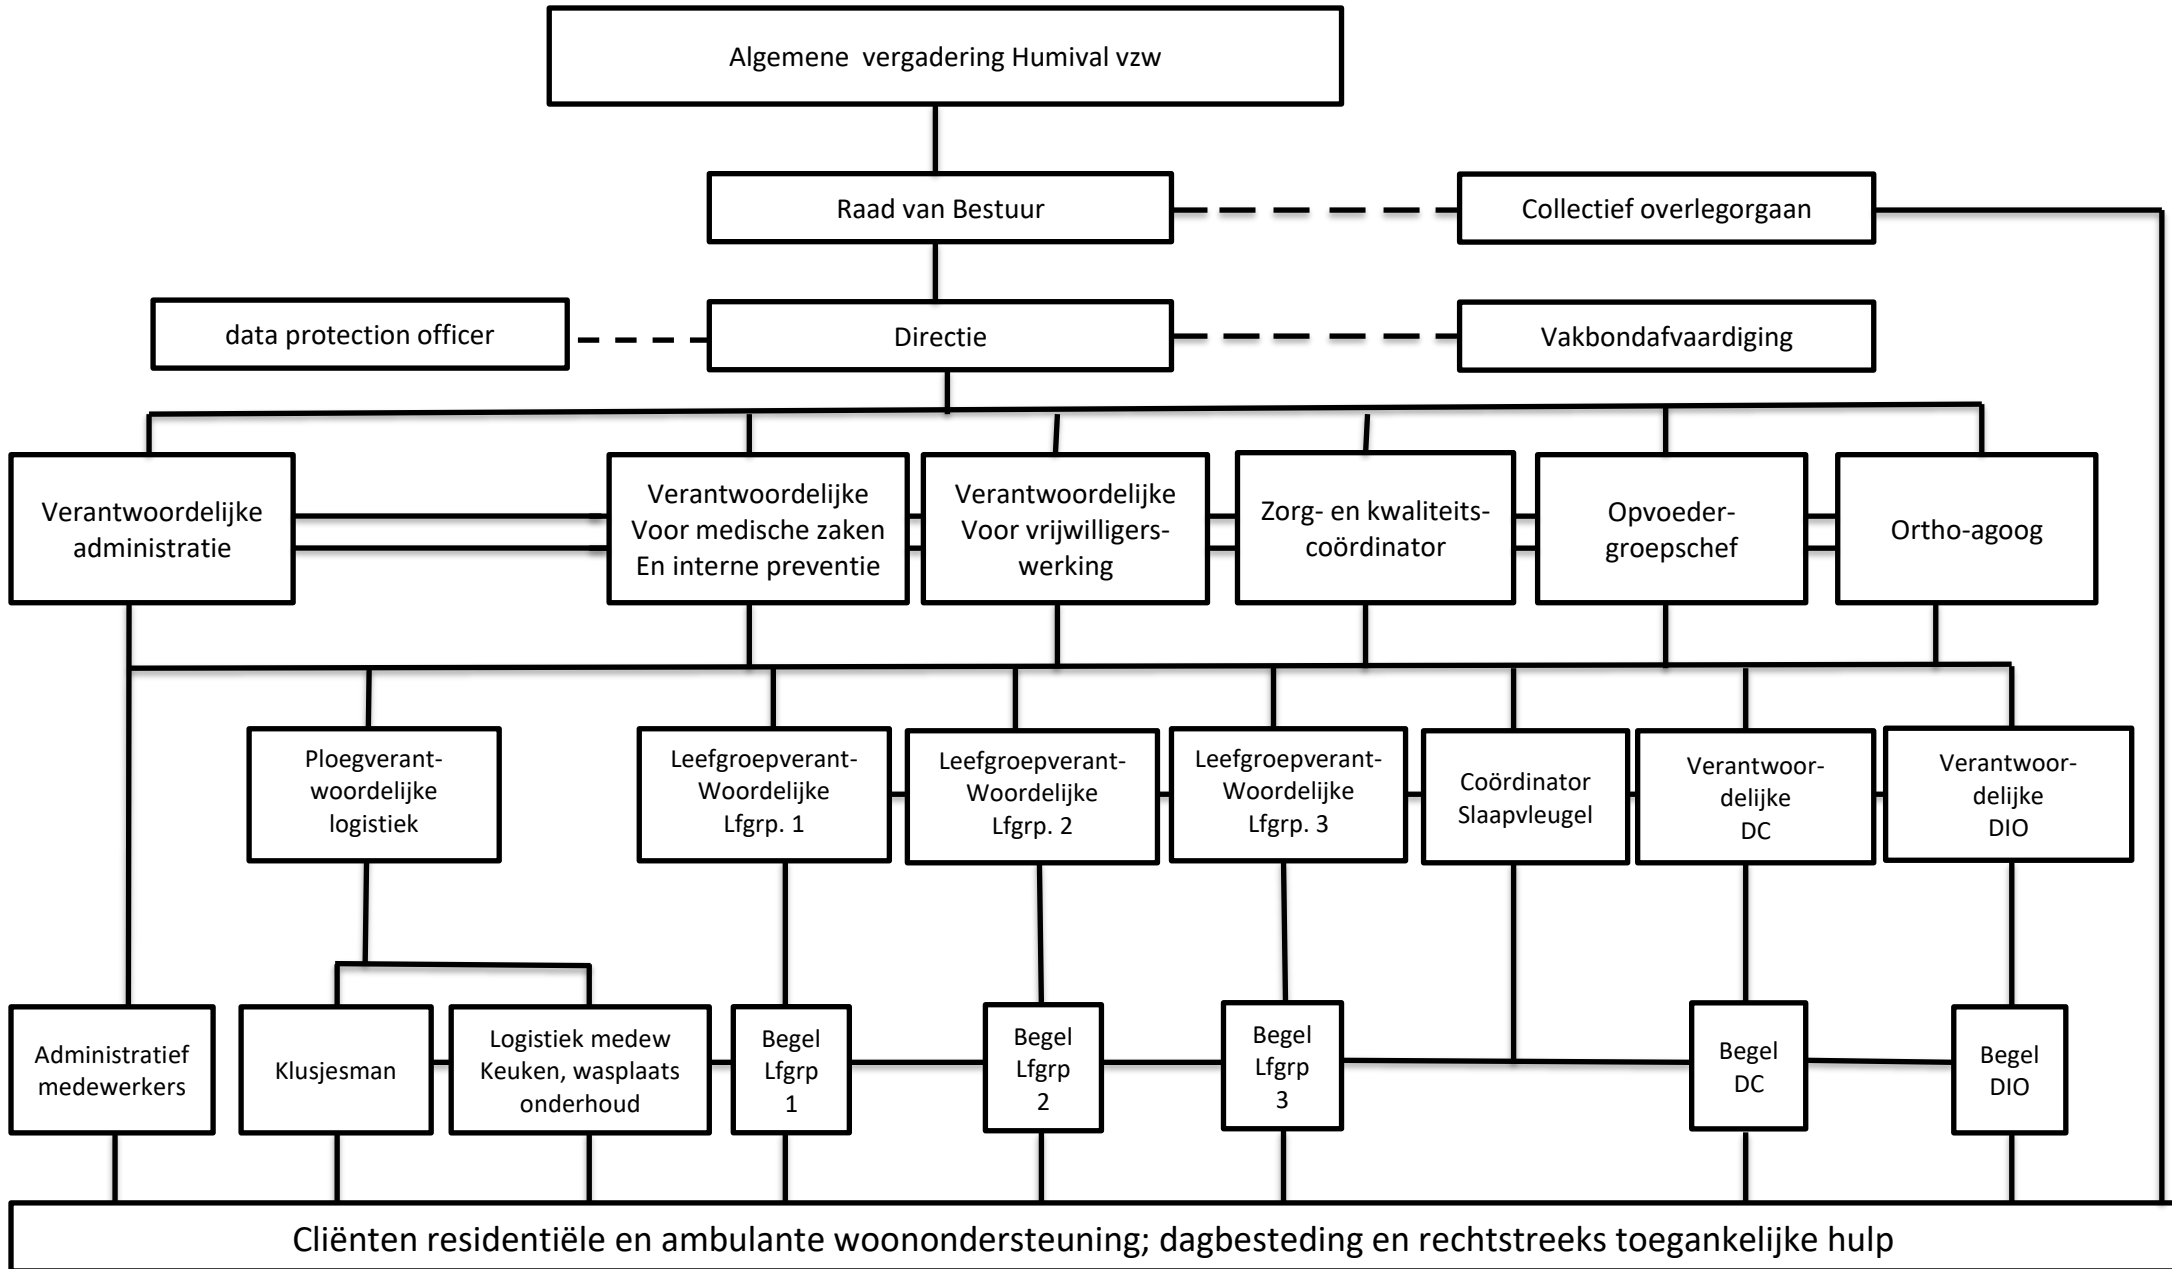 Algemene vergadering Humival vzw
Raad van Bestuur
Collectief overlegorgaan
data protection officer
Directie
Vakbondafvaardiging
Verantwoordelijke
administratie
Verantwoordelijke
Voor medische zaken
En interne preventie
Verantwoordelijke
Voor vrijwilligers-
werking
Zorg- en kwaliteits-
coördinator
Opvoeder-
groepschef
Ortho-agoog
Ploegverant-
woordelijke
logistiek
Leefgroepverant-
Woordelijke
Lfgrp. 1
Leefgroepverant-
Woordelijke
Lfgrp. 2
Leefgroepverant-
Woordelijke
Lfgrp. 3
Coördinator
Slaapvleugel
Verantwoor-
delijke
DC
Verantwoor-
delijke
DIO
Administratief
medewerkers
Klusjesman
Logistiek medew
Keuken, wasplaats
onderhoud
Begel
Lfgrp
1
Begel
Lfgrp
2
Begel
Lfgrp
3
Begel
DC
Begel
DIO
Cliënten residentiële en ambulante woonondersteuning; dagbesteding en rechtstreeks toegankelijke hulp